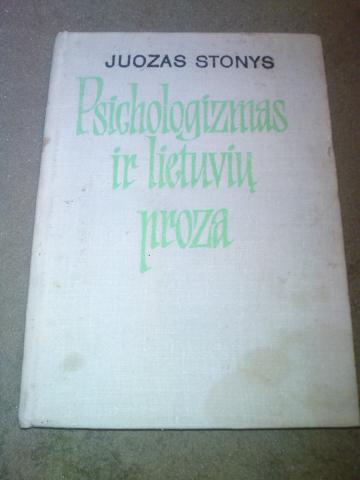 JUOZAS STONYS
Psichologizmas
ir lietuvių
proza